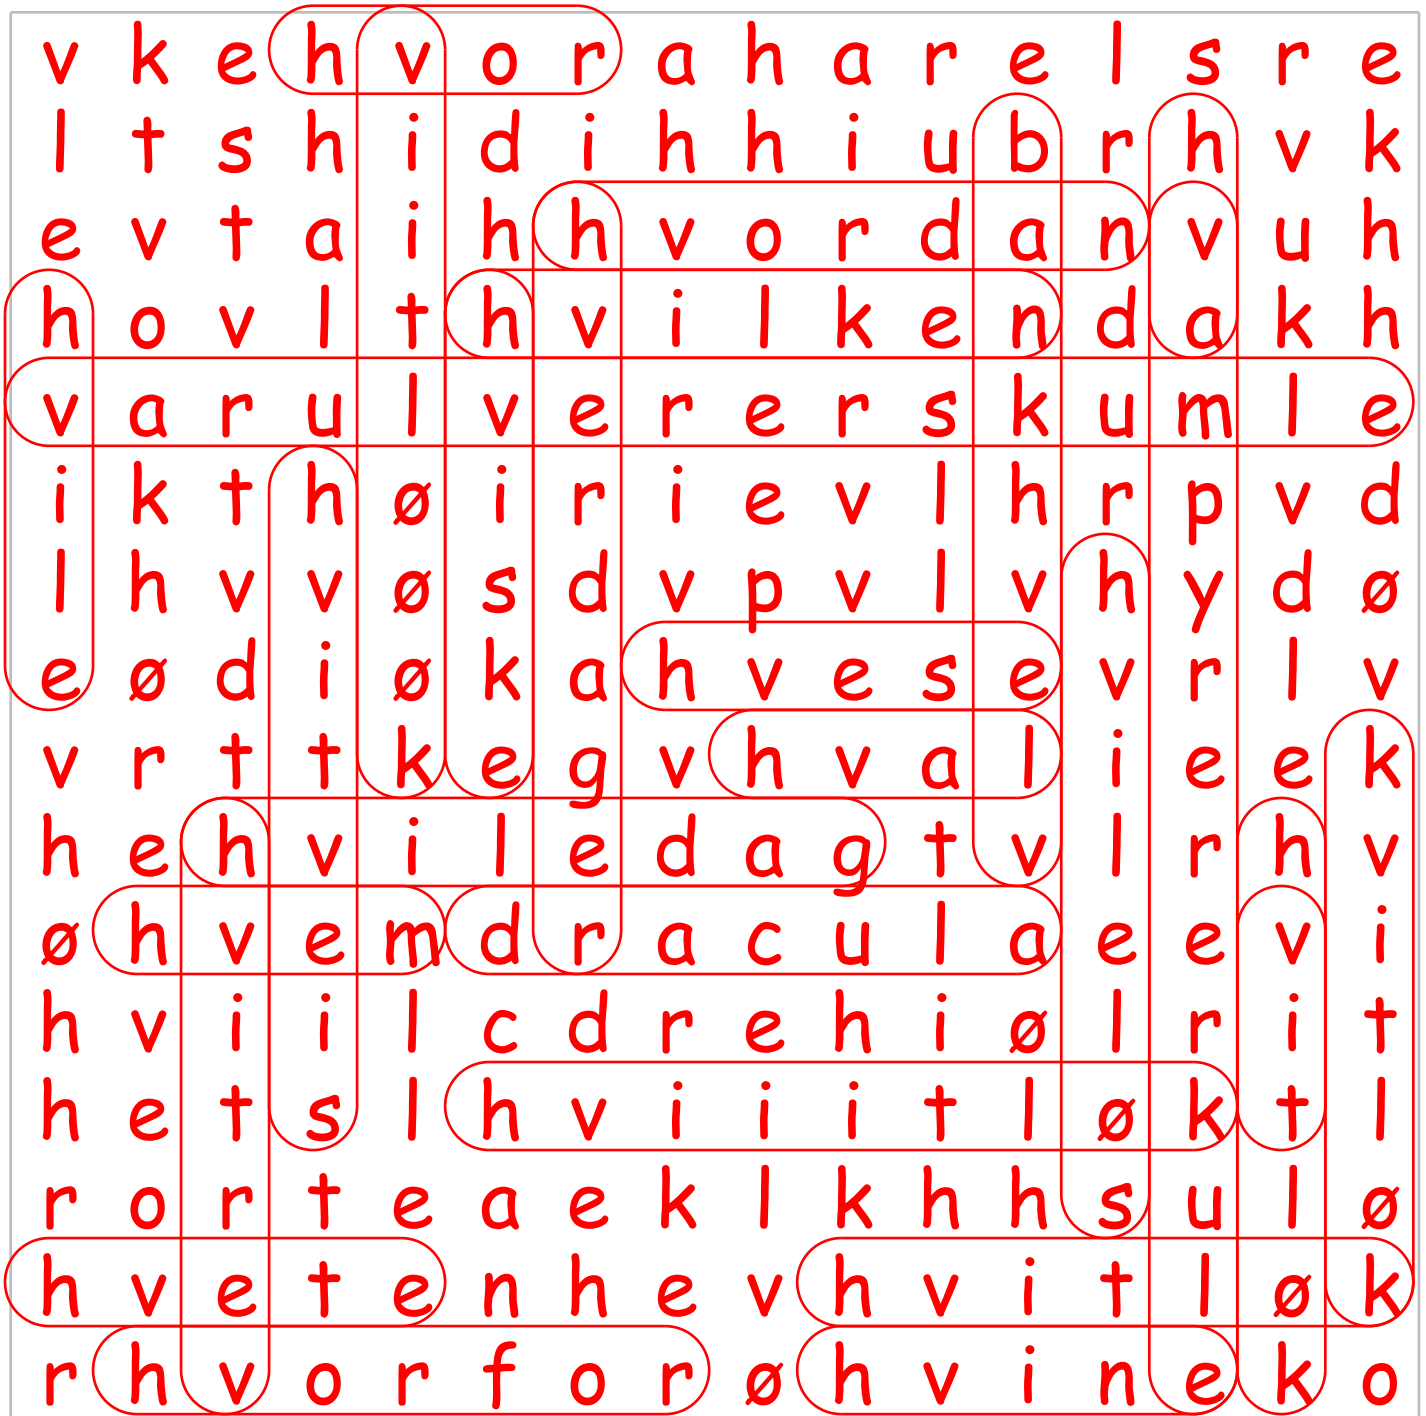 v k e h v o r a h a r e l s r e
l t s h i d i h h i u b r h v k
e v t a i h h v o r d a n v u h
h o v l t h v i l k e n d a k h
v a r u l v e r e r s k u m l e
i k t h ø i r i e v l h r p v d
l h v v ø s d v p v l v h y d ø
e ø d i ø k a h v e s e v r l v
v r t t k e g v h v a l i e e k
h e h v i l e d a g t v l r h v
ø h v e m d r a c u l a e e v i
h v i i l c d r e h i ø l r i t
h e t s l h v i i i t l ø k t l
r o r t e a e k l k h h s u l ø
h v e t e n h e v h v i t l ø k
r h v o r f o r ø h v i n e k o